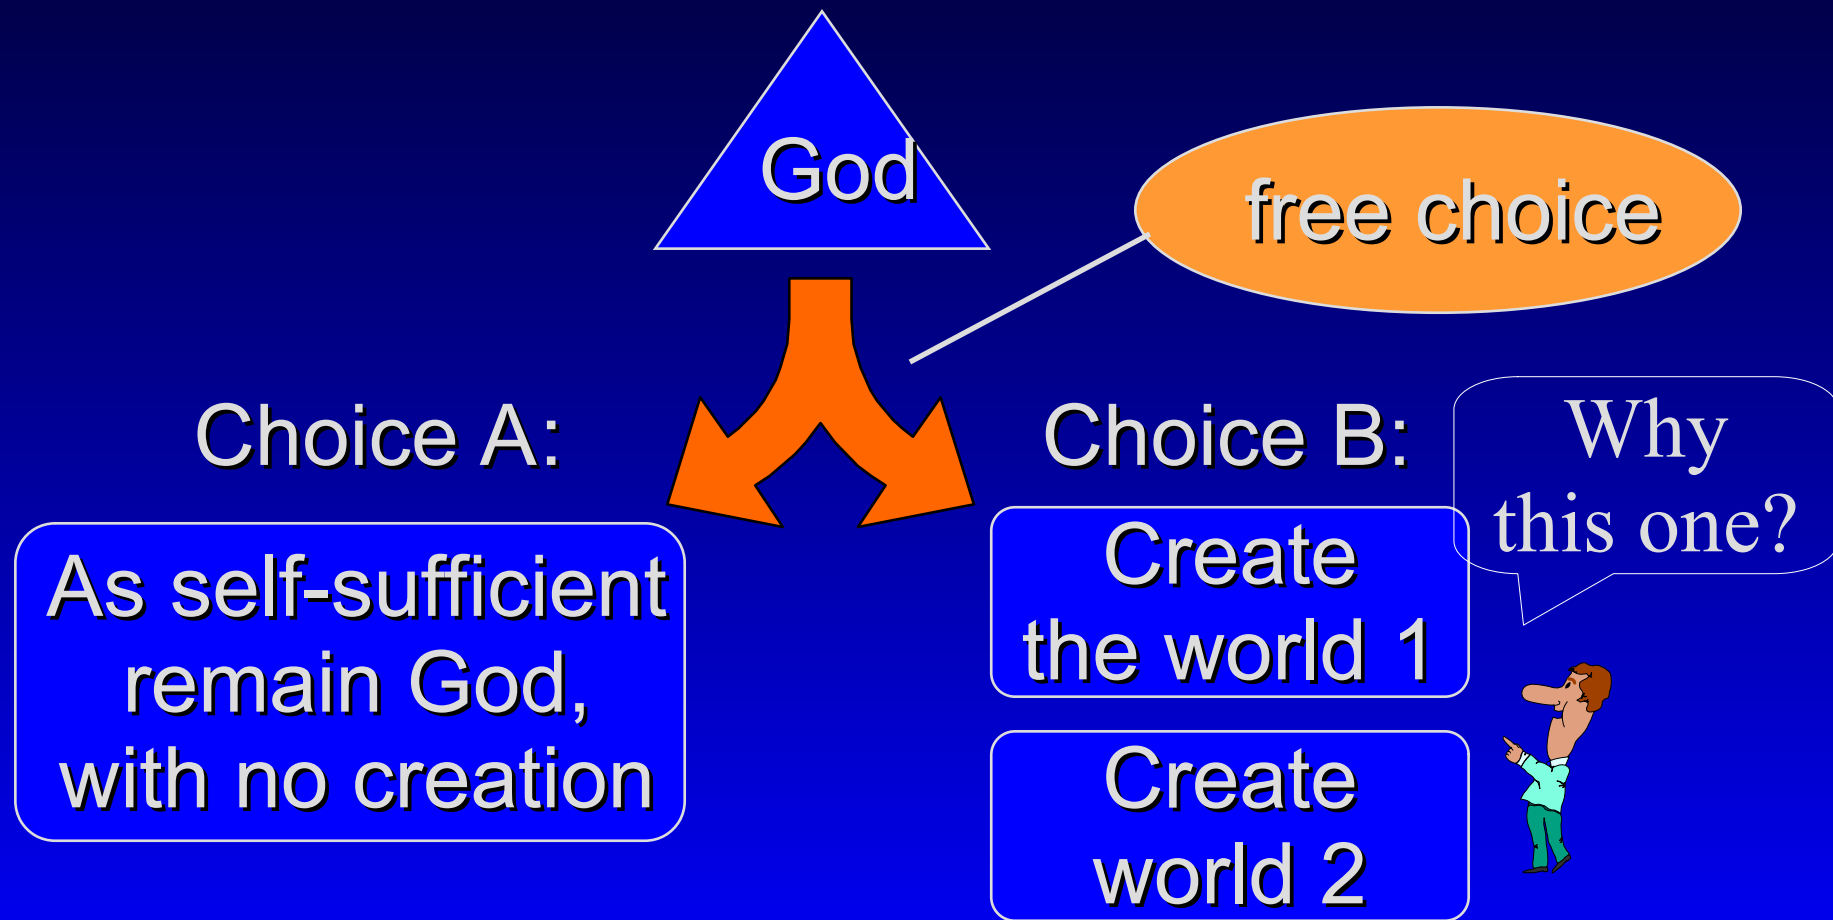 God
free choice
Choice A:
As self-sufficient
remain God,
with no creation
Choice B:
Create
the world 1
Create
world 2
Why
this one?